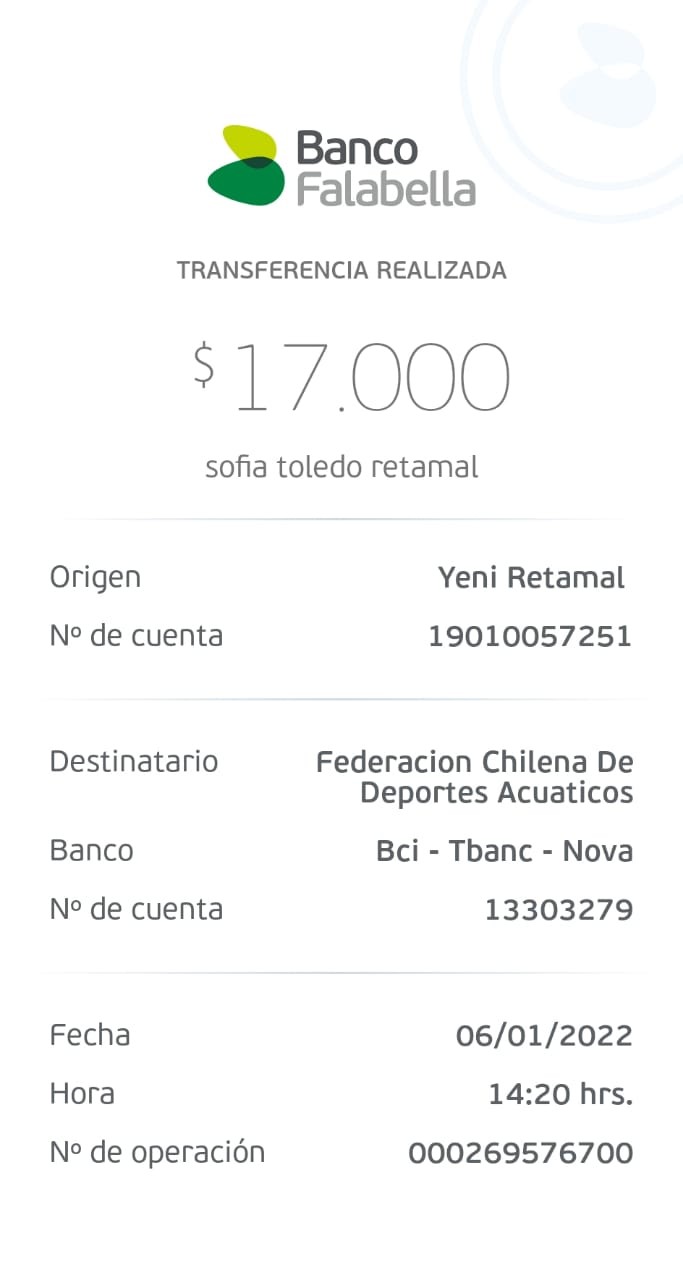 Banco
Falabella
TRANSFERENCIA REALIZADA
$17.000
sofia toledo retamal
Origen Yeni Retamal
Nº de cuenta 19010057251
Destinatario Federacion Chilena De
Deportes Acuaticos
Banco Bci - Tbanc - Nova
Nº de cuenta 13303279
Fecha 06/01/2022
Hora 14:20 hrs.
Nº de operación 000269576700